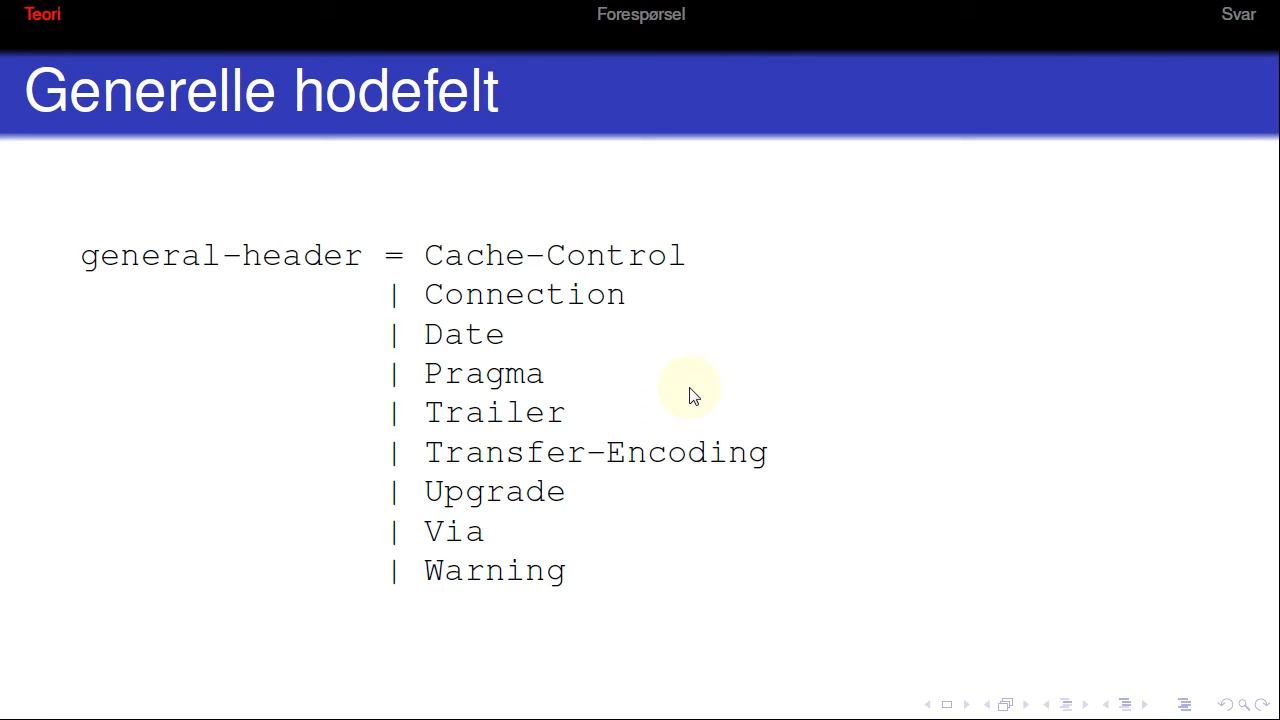 Teori Forespørsel Svar
Generelle hodefelt
general-header = Cache-Control
| Connection
| Date
| Pragma
| Trailer
| Transfer-Encoding
| Upgrade
| Via
| Warning